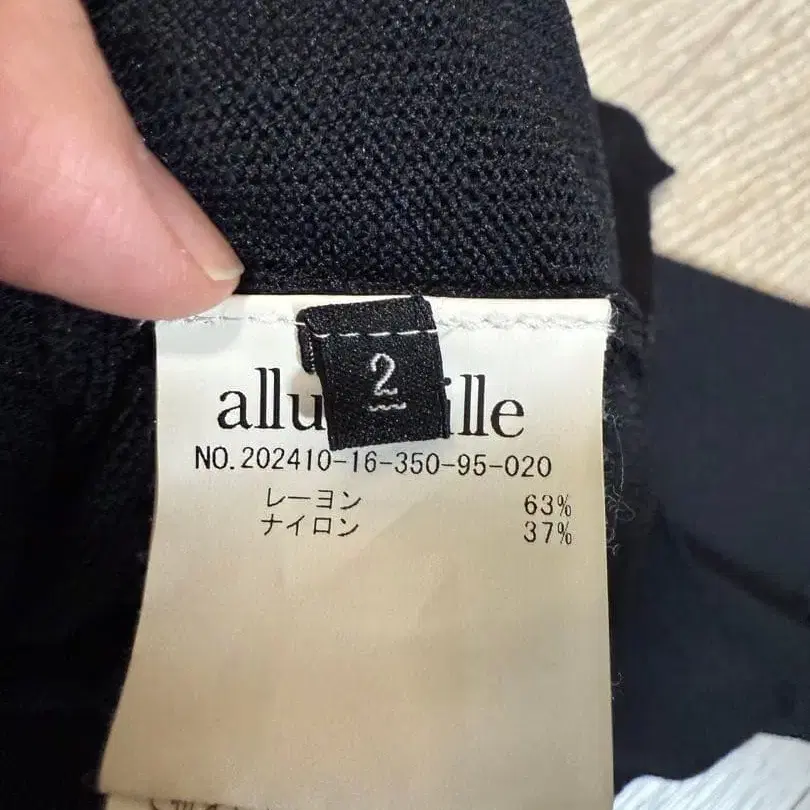 2
allu ille
NO. 202410-16-350-95-020
レーヨン 63%
ナイロン 37%